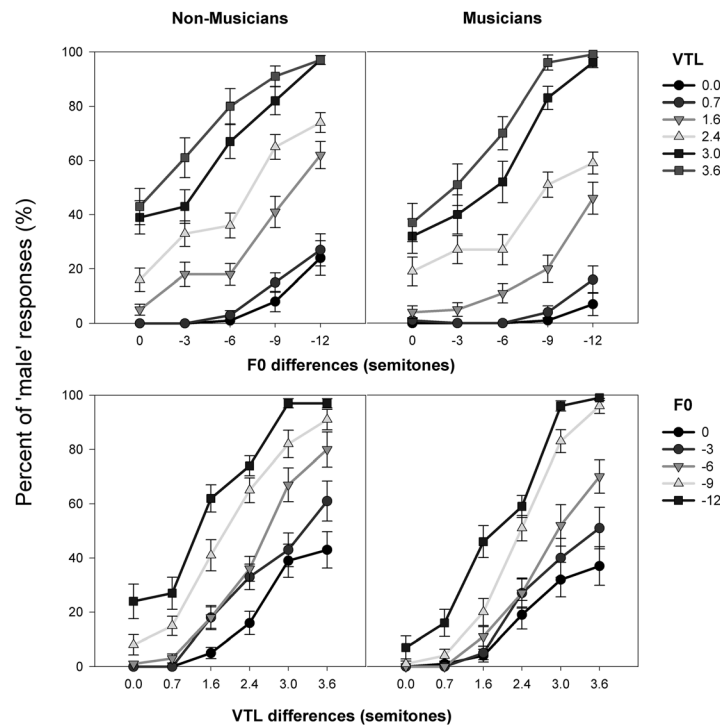 Non-Musicians Musicians
VTL
0.0
0.7
1.6
2.4
3.0
3.6
100
80
60
40
20
0
0 -3 -6 -9 -12 0 -3 -6 -9 -12
F0 differences (semitones)
Percent of 'male' responses (%)
F0
0
-3
-6
-9
-12
100
80
60
40
20
0
0.0 0.7 1.6 2.4 3.0 3.6 0.0 0.7 1.6 2.4 3.0 3.6
VTL differences (semitones)